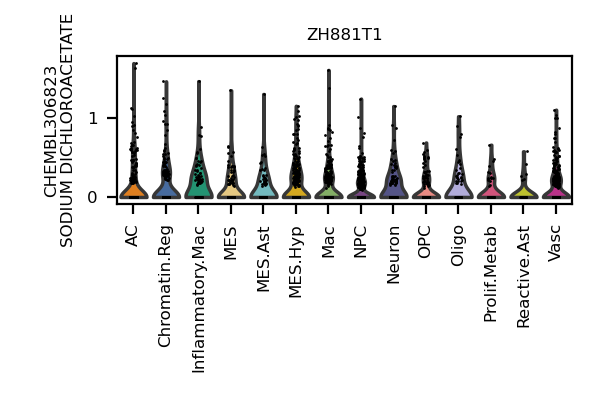 ZH881T1
CHEMBL306823
SODIUM DICHLOROACETATE
1
0
AC
Chromatin.Reg
Inflammatory.Mac
MES
MES.Ast
MES.Hyp
Mac
NPC
Neuron
OPC
Oligo
Prolif.Metab
Reactive.Ast
Vasc